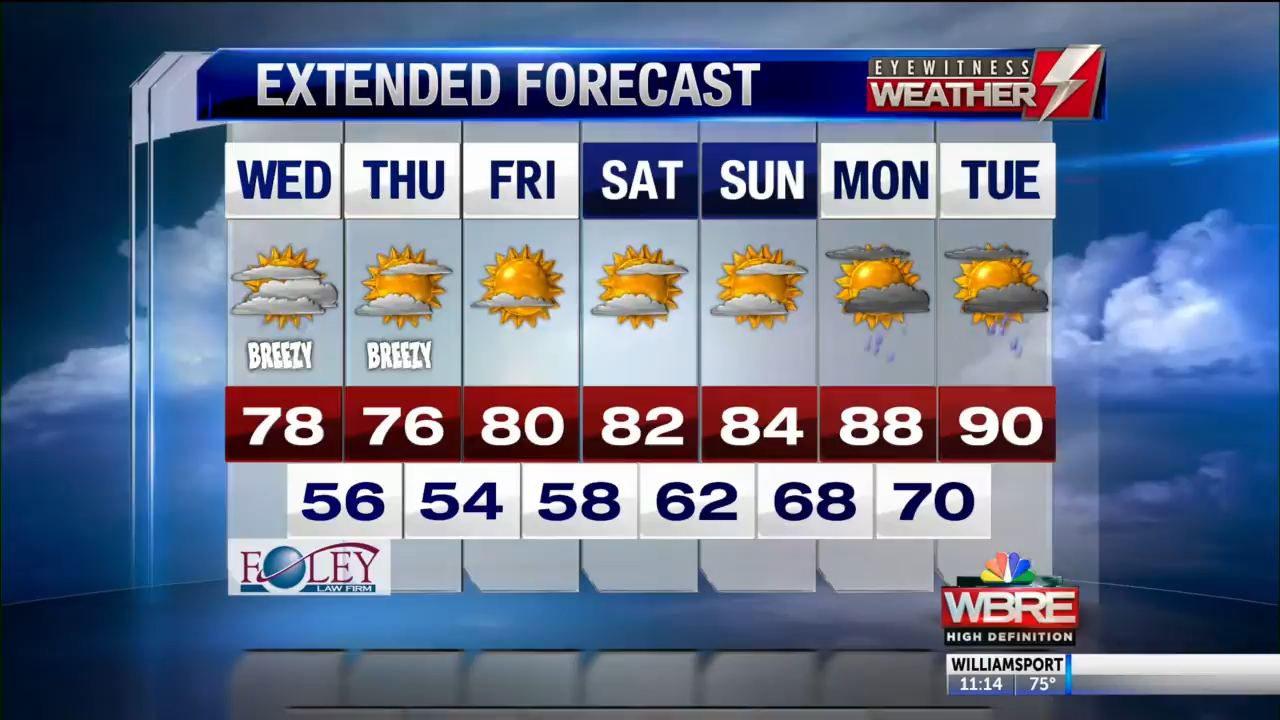 EXTENDED FORECAST
EYEWITNESS
WEATHER
WED THU FRI SAT SUN MON TUE
BREEZY BREEZY
78 76 80 82 84 88 90
56 54 58 62 68 70
FOLEY
LAW FIRM
WBRE
HIGH DEFINITION
WILLIAMSPORT
11:14 75°